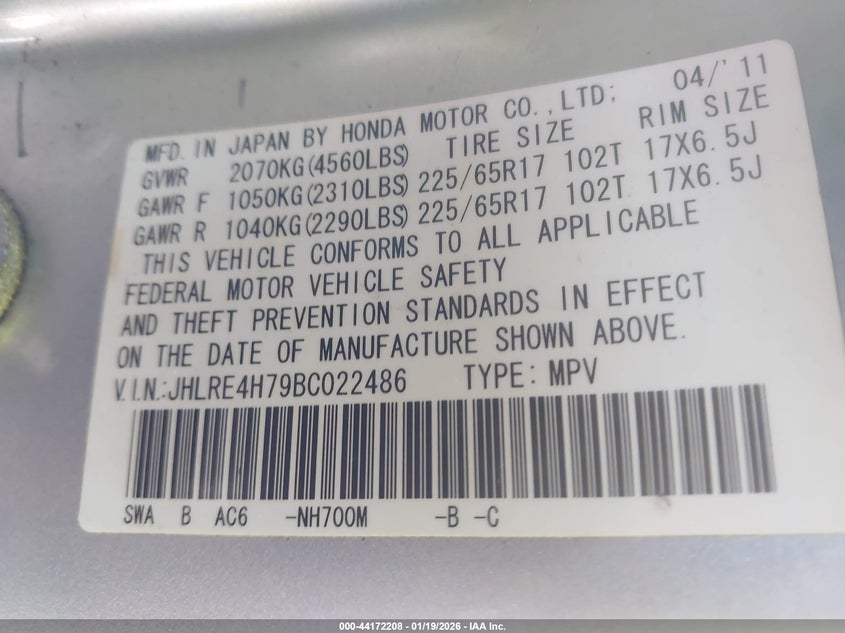 04/'11
MFD. IN JAPAN BY HONDA MOTOR CO.,LTD;
GVWR 2070KG(4560LBS) TIRE SIZE RIM SIZE
GAWR F 1050KG(2310LBS) 225/65R17 102T 17X6.5J
GAWR R 1040KG(2290LBS) 225/65R17 102T 17X6.5J
THIS VEHICLE CONFORMS TO ALL APPLICABLE
FEDERAL MOTOR VEHICLE SAFETY
AND THEFT PREVENTION STANDARDS IN EFFECT
ON THE DATE OF MANUFACTURE SHOWN ABOVE.
V.I.N.:JHLRE4H79BC022486 TYPE: MPV
SWA B AC6 -NH700M -B -C
000-44172208 - 01/19/2026 - IAA Inc.